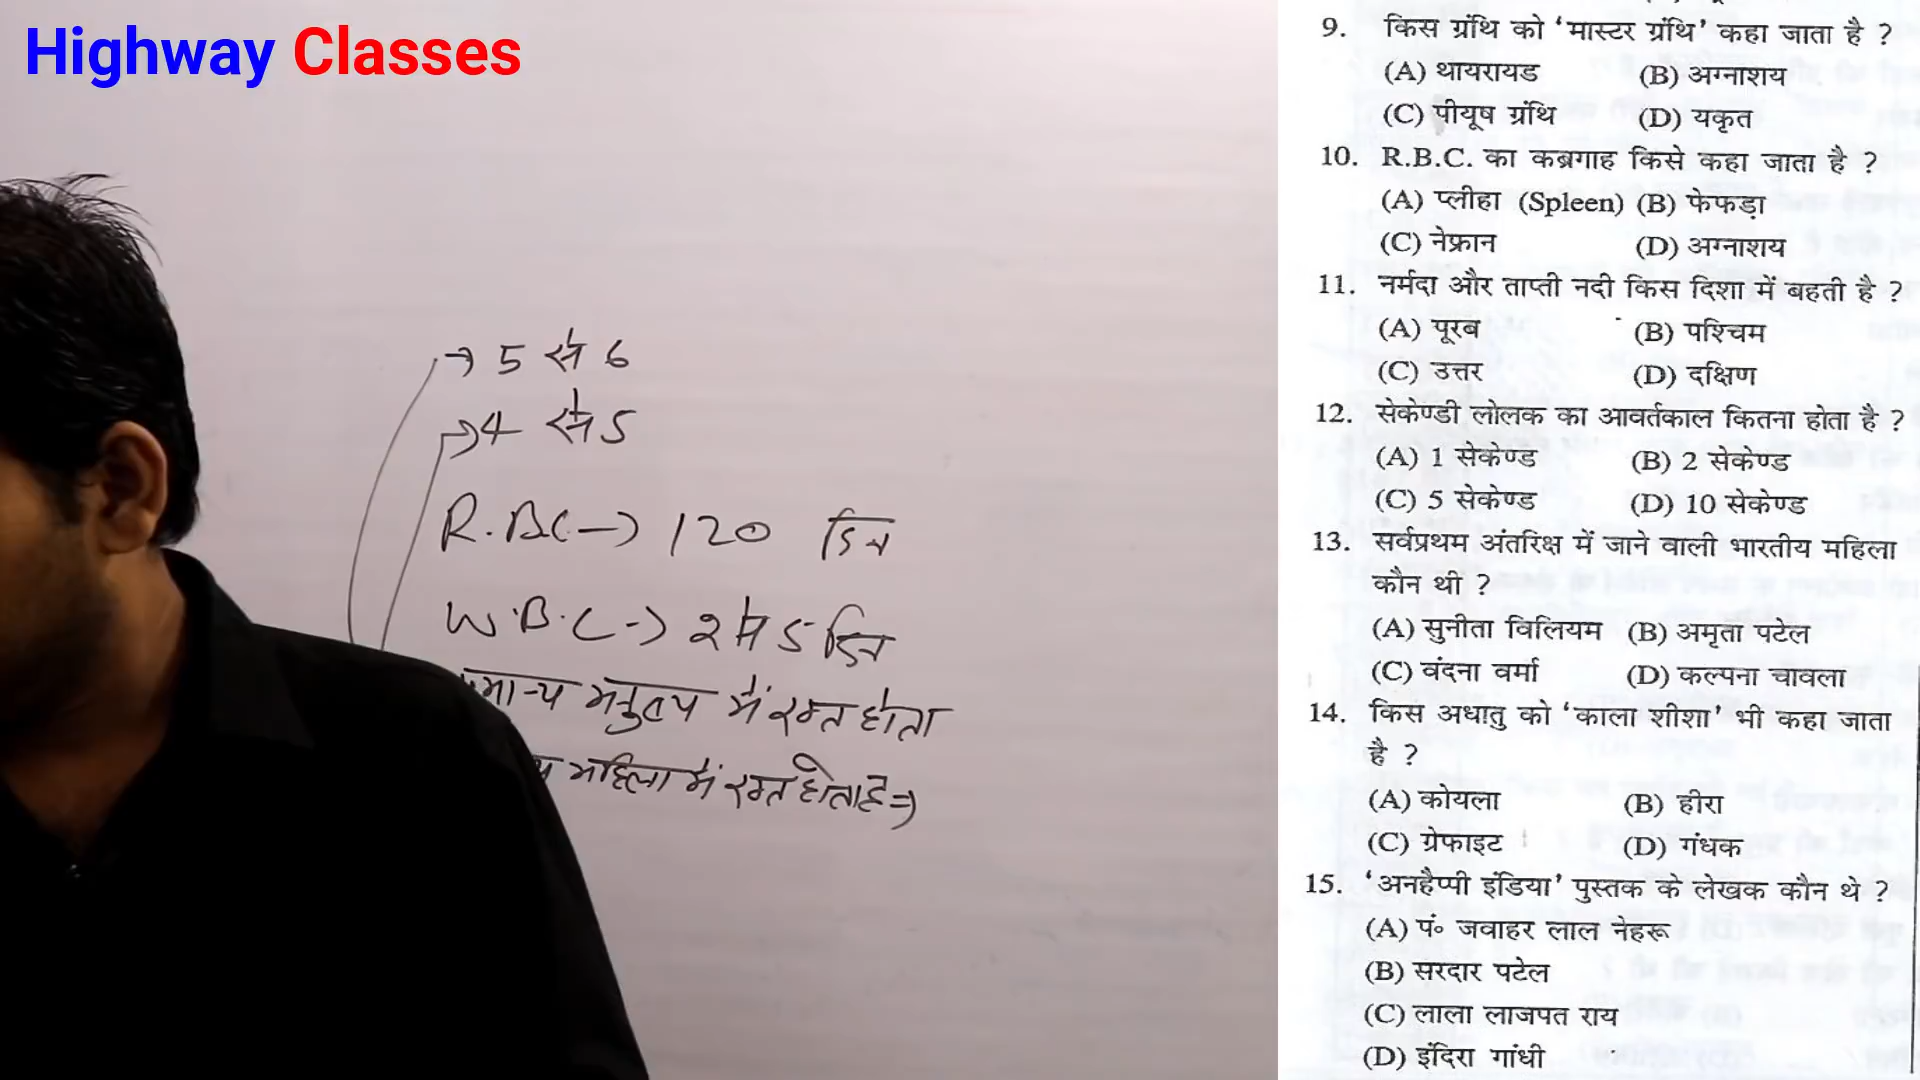 Highway Classes
→ 5 से 6
→ 4 से 5
R.BC → 120 दिन
W.B.C → 2 से 5 दिन
मनुष्य में रक्त होता
महिला में रक्त होता है ⇒
9. किस ग्रंथि को ‘मास्टर ग्रंथि’ कहा जाता है ?
(A) थायरायड (B) अग्नाशय
(C) पीयूष ग्रंथि (D) यकृत
10. R.B.C. का कब्रगाह किसे कहा जाता है ?
(A) प्लीहा (Spleen) (B) फेफड़ा
(C) नेफ्रान (D) अग्नाशय
11. नर्मदा और ताप्ती नदी किस दिशा में बहती है ?
(A) पूरब (B) पश्चिम
(C) उत्तर (D) दक्षिण
12. सेकेण्डी लोलक का आवर्तकाल कितना होता है ?
(A) 1 सेकेण्ड (B) 2 सेकेण्ड
(C) 5 सेकेण्ड (D) 10 सेकेण्ड
13. सर्वप्रथम अंतरिक्ष में जाने वाली भारतीय महिला
कौन थी ?
(A) सुनीता विलियम (B) अमृता पटेल
(C) वंदना वर्मा (D) कल्पना चावला
14. किस अधातु को ‘काला शीशा’ भी कहा जाता
है ?
(A) कोयला (B) हीरा
(C) ग्रेफाइट (D) गंधक
15. ‘अनहैप्पी इंडिया’ पुस्तक के लेखक कौन थे ?
(A) पं॰ जवाहर लाल नेहरू
(B) सरदार पटेल
(C) लाला लाजपत राय
(D) इंदिरा गांधी